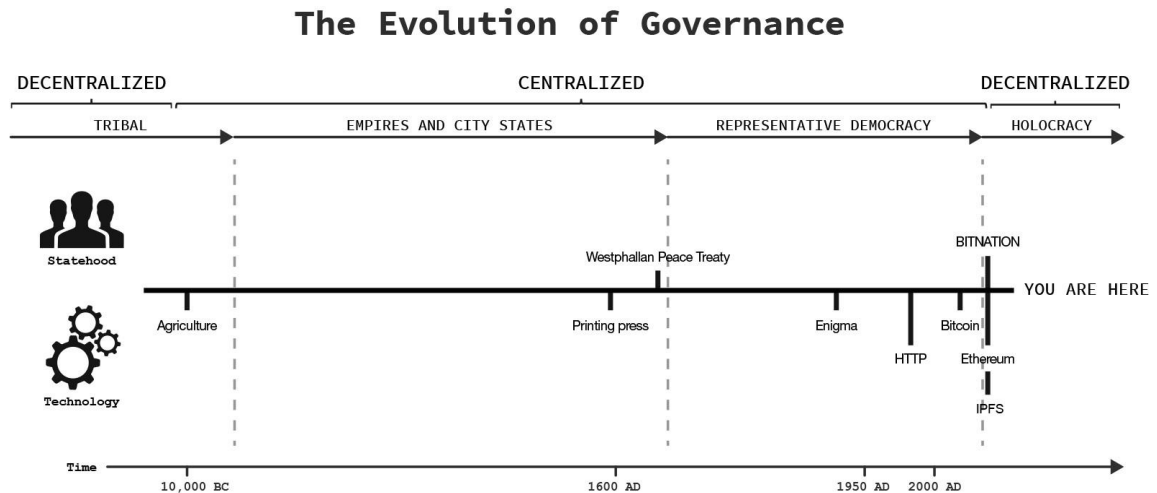 The Evolution of Governance
DECENTRALIZED
CENTRALIZED
DECENTRALIZED
TRIBAL
EMPIRES AND CITY STATES
REPRESENTATIVE DEMOCRACY
HOLOCRACY
Statehood
BITNATION
Westphallan Peace Treaty
YOU ARE HERE
Agriculture
Printing press
Enigma
Bitcoin
HTTP
Ethereum
Technology
IPFS
Time
10,000 BC
1600 AD
1950 AD
2000 AD